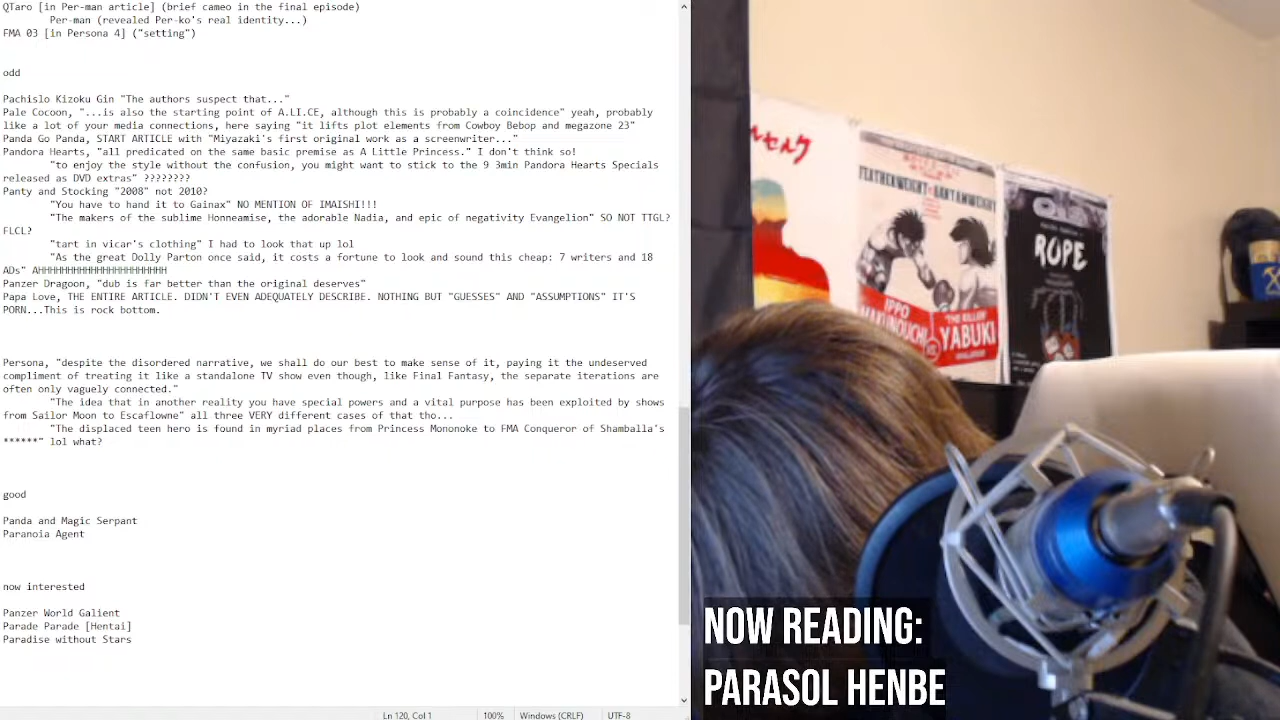 QTaro [in Per-man article] (brief cameo in the final episode)
Per-man (revealed Per-ko's real identity...)
FMA 03 [in Persona 4] ("setting")
odd
Pachislo Kizoku Gin "The authors suspect that..."
Pale Cocoon, "...is also the starting point of A.LI.CE, although this is probably a coincidence" yeah, probably
like a lot of your media connections, here saying "it lifts plot elements from Cowboy Bebop and megazone 23"
Panda Go Panda, START ARTICLE with "Miyazaki's first original work as a screenwriter..."
Pandora Hearts, "all predicated on the same basic premise as A Little Princess." I don't think so!
"to enjoy the style without the confusion, you might want to stick to the 9 3min Pandora Hearts Specials
released as DVD extras" ????????
Panty and Stocking "2008" not 2010?
"You have to hand it to Gainax" NO MENTION OF IMAISHI!!!
"The makers of the sublime Honneamise, the adorable Nadia, and epic of negativity Evangelion" SO NOT TTGL?
FLCL?
"tart in vicar's clothing" I had to look that up lol
"As the great Dolly Parton once said, it costs a fortune to look and sound this cheap: 7 writers and 18
ADs" AHHHHHHHHHHHHHHHHHHHHHH
Panzer Dragoon, "dub is far better than the original deserves"
Papa Love, THE ENTIRE ARTICLE. DIDN'T EVEN ADEQUATELY DESCRIBE. NOTHING BUT "GUESSES" AND "ASSUMPTIONS" IT'S
PORN...This is rock bottom.
Persona, "despite the disordered narrative, we shall do our best to make sense of it, paying it the undeserved
compliment of treating it like a standalone TV show even though, like Final Fantasy, the separate iterations are
often only vaguely connected."
"The idea that in another reality you have special powers and a vital purpose has been exploited by shows
from Sailor Moon to Escaflowne" all three VERY different cases of that tho...
"The displaced teen hero is found in myriad places from Princess Mononoke to FMA Conqueror of Shamballa's
******" lol what?
good
Panda and Magic Serpant
Paranoia Agent
now interested
Panzer World Galient
Parade Parade [Hentai]
Paradise without Stars
Ln 120, Col 1 100% Windows (CRLF) UTF-8
FEATHERWEIGHT
BANTAMWEIGHT
IPPO
MAKUNOUCHI
VS
"THE KILLER"
YABUKI
ROPE
NOW READING:
PARASOL HENBE